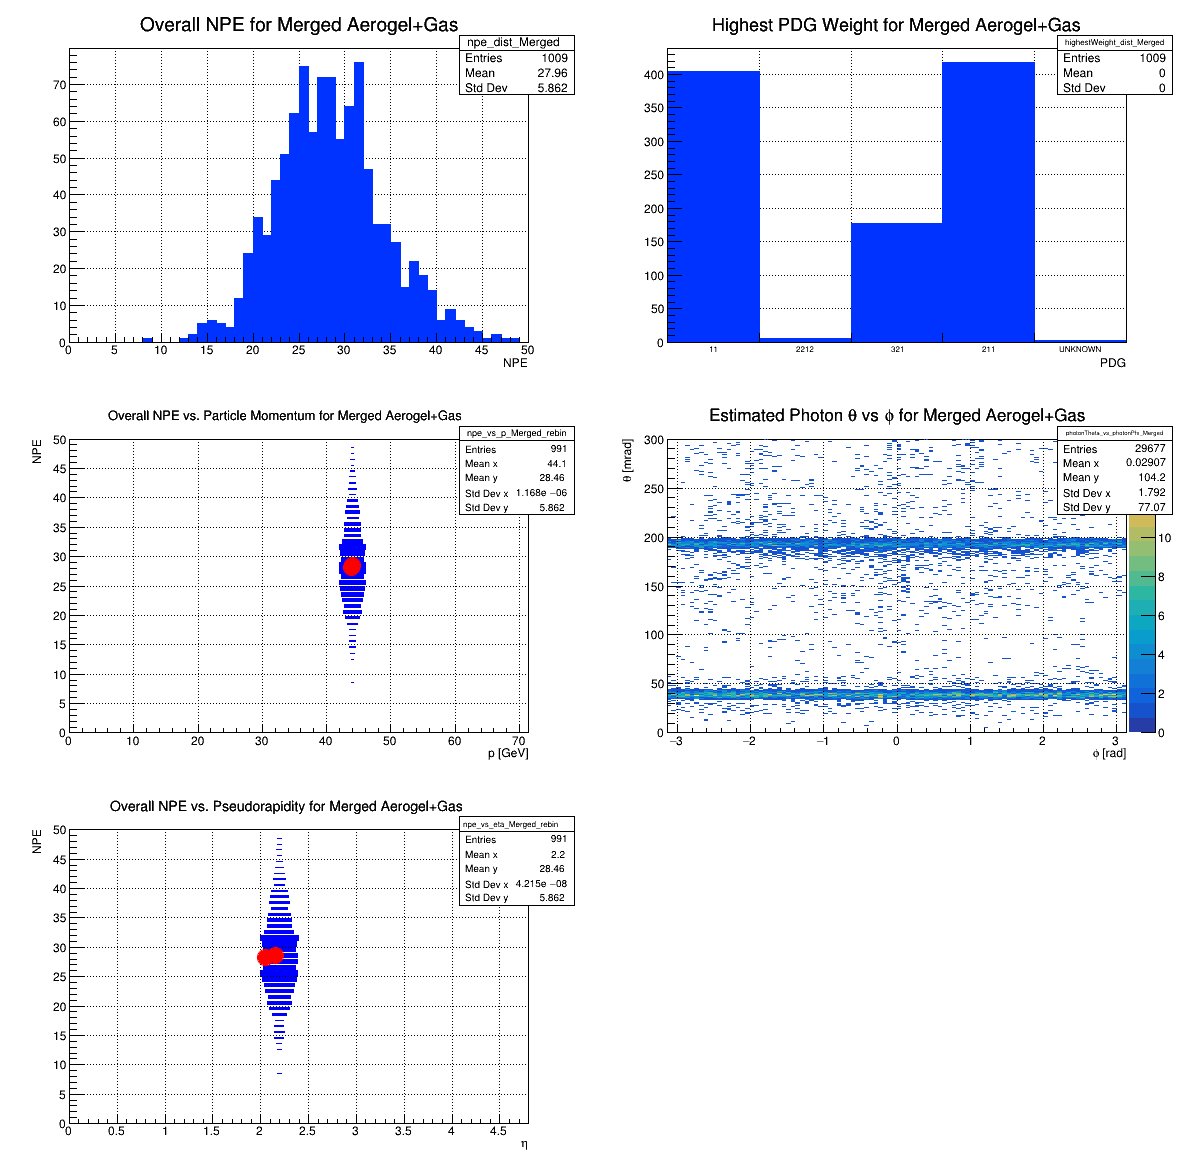 Overall NPE for Merged Aerogel+Gas
npe_dist_Merged
Entries 1009
Mean 27.96
Std Dev 5.862
70
60
50
40
30
20
10
0
0 5 10 15 20 25 30 35 40 45 50
NPE
Highest PDG Weight for Merged Aerogel+Gas
highestWeight_dist_Merged
Entries 1009
Mean 0
Std Dev 0
400
350
300
250
200
150
100
50
0
11 2212 321 211 UNKNOWN
PDG
Overall NPE vs. Particle Momentum for Merged Aerogel+Gas
npe_vs_p_Merged_rebin
Entries 991
Mean x 44.1
Mean y 28.46
Std Dev x 1.168e −06
Std Dev y 5.862
NPE
50
45
40
35
30
25
20
15
10
5
0
0 10 20 30 40 50 60 70
p [GeV]
Estimated Photon θ vs ϕ for Merged Aerogel+Gas
photonTheta_vs_photonPhi_Merged
Entries 29677
Mean x 0.02907
Mean y 104.2
Std Dev x 1.792
Std Dev y 77.07
θ [mrad]
300
250
200
150
100
50
0
−3 −2 −1 0 1 2 3
ϕ [rad]
10
8
6
4
2
0
Overall NPE vs. Pseudorapidity for Merged Aerogel+Gas
npe_vs_eta_Merged_rebin
Entries 991
Mean x 2.2
Mean y 28.46
Std Dev x 4.215e −08
Std Dev y 5.862
NPE
50
45
40
35
30
25
20
15
10
5
0
0 0.5 1 1.5 2 2.5 3 3.5 4 4.5
η